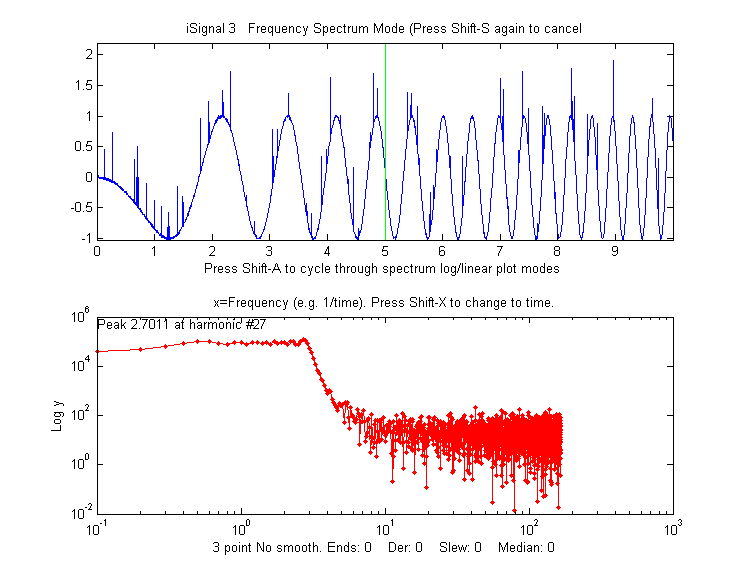 iSignal 3   Frequency Spectrum Mode (Press Shift-S again to cancel
2
1.5
1
0.5
0
-0.5
-1
0 1 2 3 4 5 6 7 8 9
Press Shift-A to cycle through spectrum log/linear plot modes
x=Frequency (e.g. 1/time). Press Shift-X to change to time.
10^6
Peak 2.7011 at harmonic #27
10^4
Log y
10^2
10^0
10^-2
10^-1 10^0 10^1 10^2 10^3
3 point No smooth. Ends: 0    Der: 0    Slew: 0    Median: 0